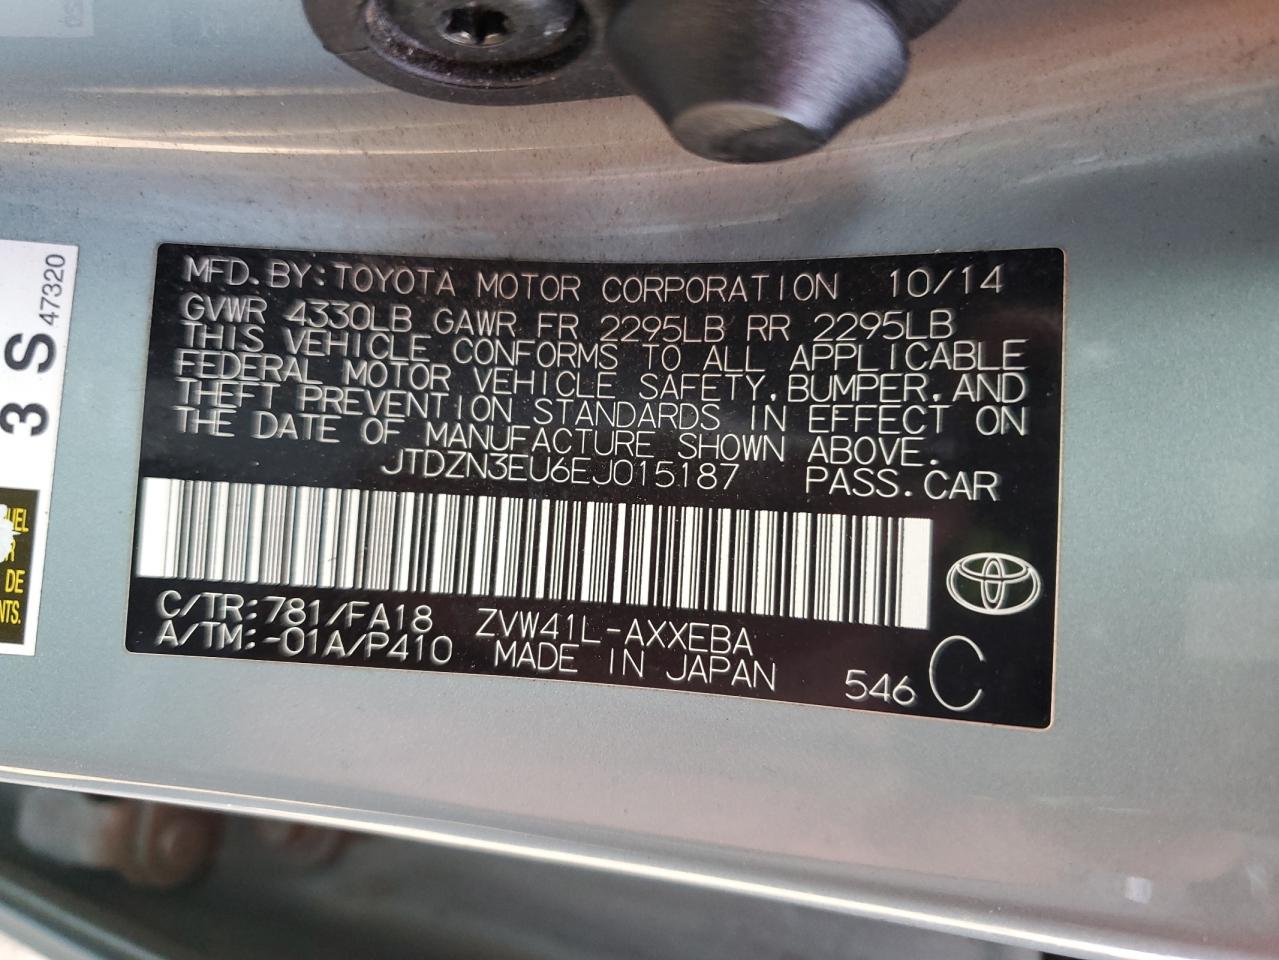 MFD. BY: TOYOTA MOTOR CORPORATION 10/14
GVWR 4330LB GAWR FR 2295LB RR 2295LB
THIS VEHICLE CONFORMS TO ALL APPLICABLE
FEDERAL MOTOR VEHICLE SAFETY, BUMPER, AND
THEFT PREVENTION STANDARDS IN EFFECT ON
THE DATE OF MANUFACTURE SHOWN ABOVE.
JTDZN3EU6EJ015187 PASS. CAR
C/TR: 781/FA18 ZVW41L-AXXEBA
A/TM: -01A/P410 MADE IN JAPAN
546 C
3 S
47320
DE
NTS.